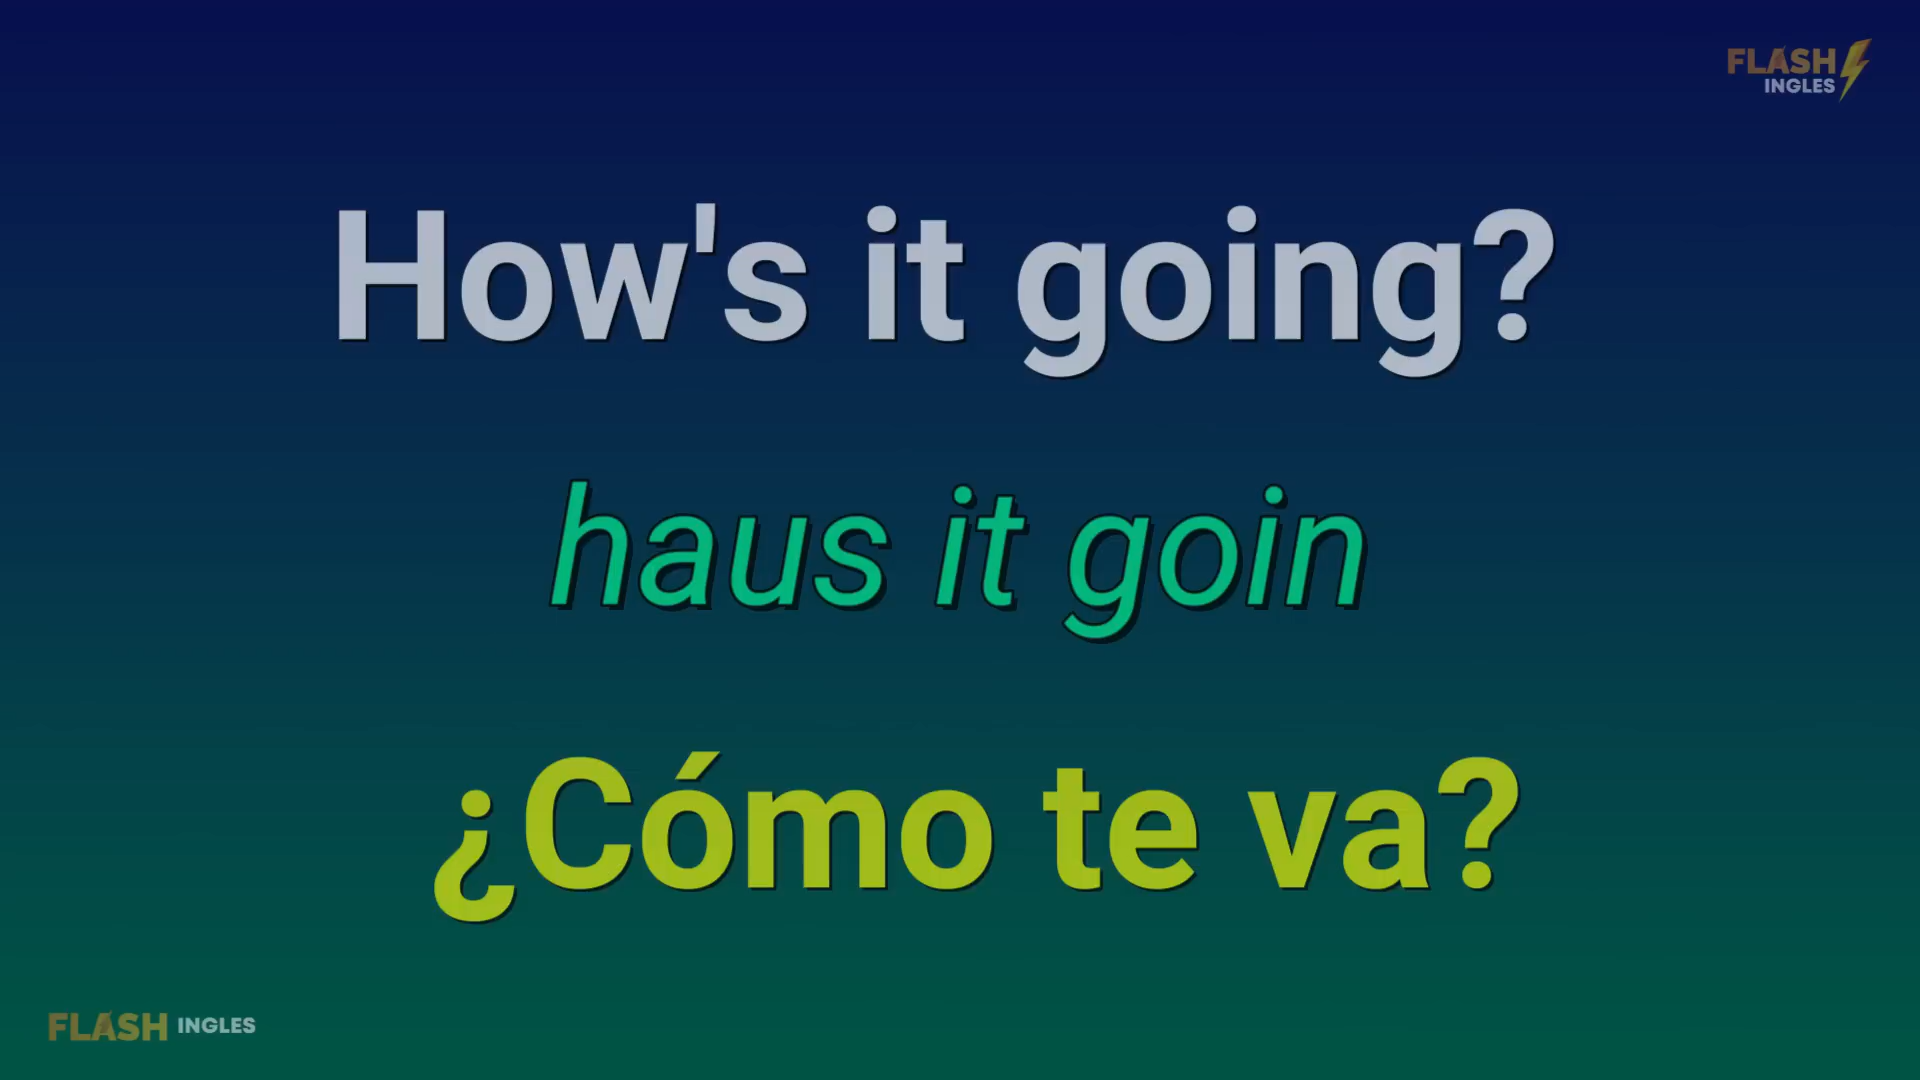 FLASH
INGLES
How's it going?
haus it goin
¿Cómo te va?
FLASH INGLES